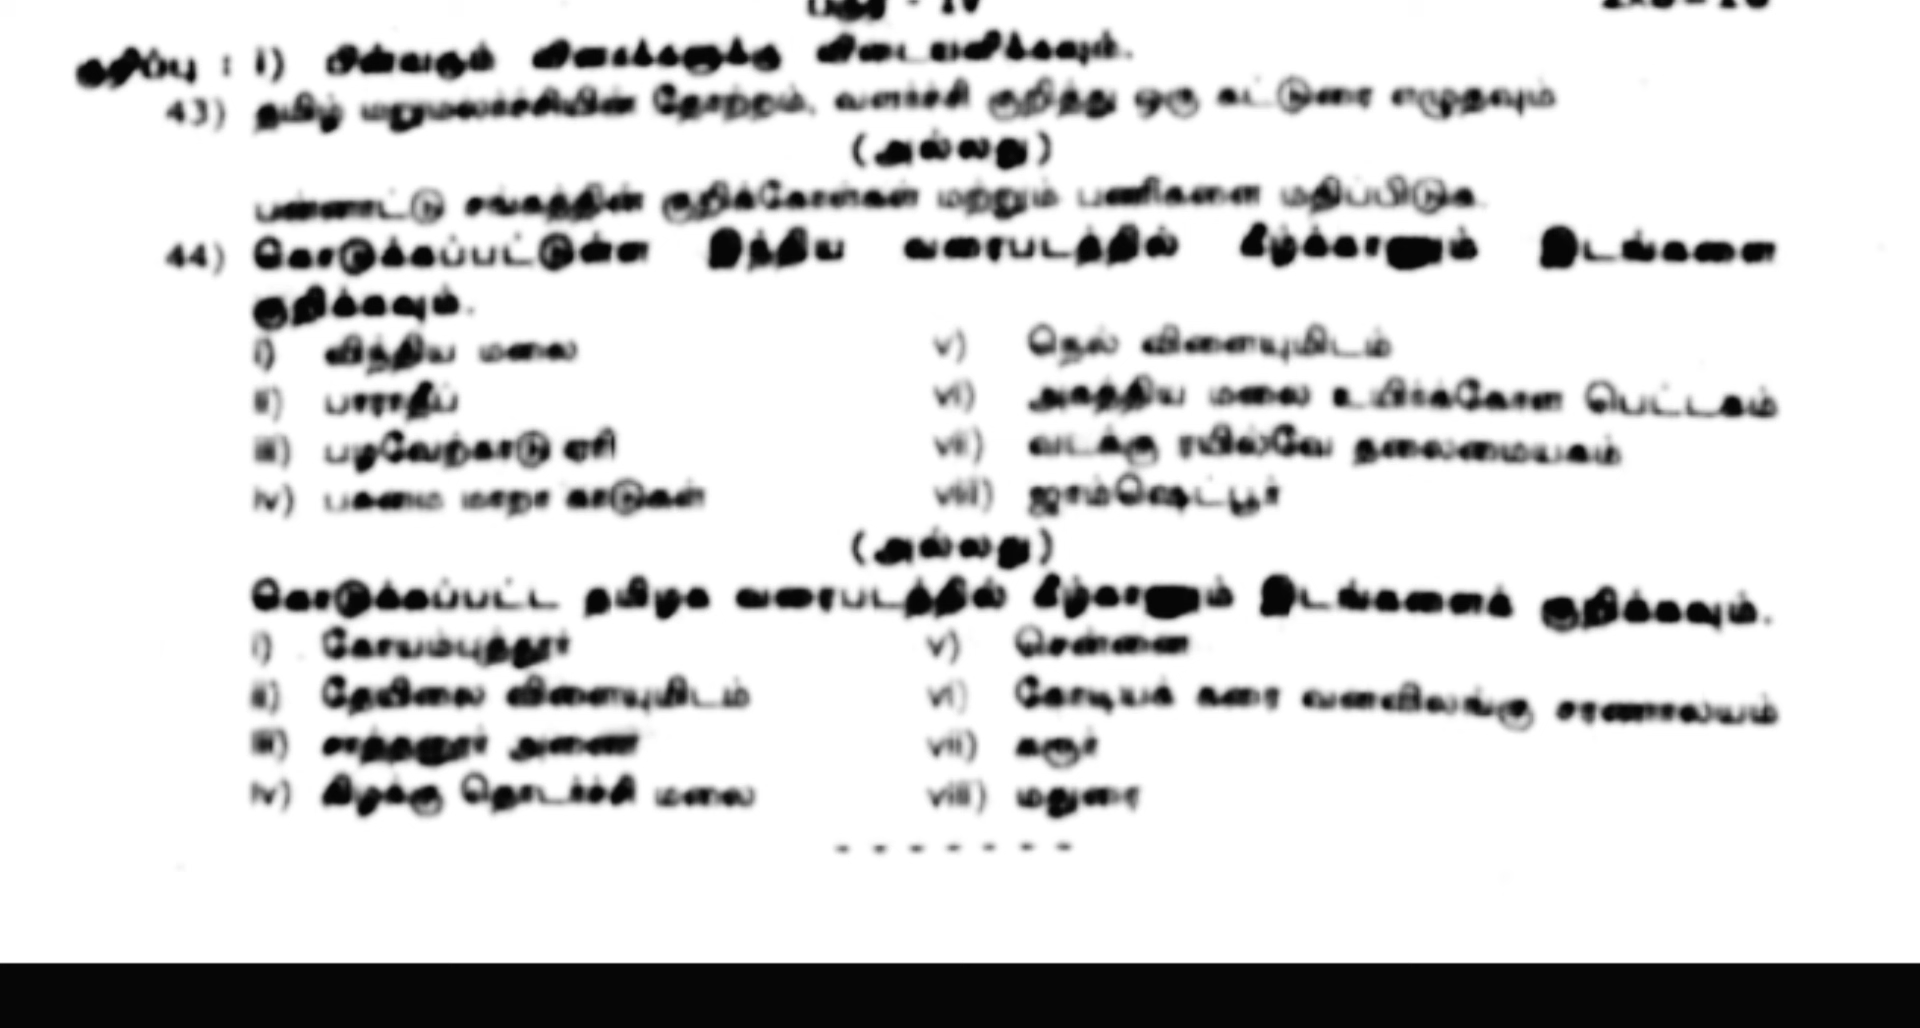 பகுதி - IV 2x8=16
குறிப்பு : i) பின்வரும் வினாக்களுக்கு விடையளிக்கவும்.
43) தமிழ் மறுமலர்ச்சியின் தோற்றம், வளர்ச்சி குறித்து ஒரு கட்டுரை எழுதவும்
(அல்லது)
பன்னாட்டு சங்கத்தின் குறிக்கோள்கள் மற்றும் பணிகளை மதிப்பிடுக.
44) கொடுக்கப்பட்டுள்ள இந்திய வரைபடத்தில் கீழ்க்காணும் இடங்களை
குறிக்கவும்.
i) விந்திய மலை v) நெல் விளையுமிடம்
ii) பாராதீப் vi) அகத்திய மலை உயிர்க்கோள பெட்டகம்
iii) பழவேற்காடு ஏரி vii) வடக்கு ரயில்வே தலைமையகம்
iv) பசுமை மாறா காடுகள் viii) ஜாம்ஷெட்பூர்
(அல்லது)
கொடுக்கப்பட்ட தமிழக வரைபடத்தில் கீழ்காணும் இடங்களைக் குறிக்கவும்.
i) கோயம்புத்தூர் v) சென்னை
ii) தேயிலை விளையுமிடம் vi) கோடியக் கரை வனவிலங்கு சரணாலயம்
iii) சாத்தனூர் அணை vii) கரூர்
iv) கிழக்கு தொடர்ச்சி மலை viii) மதுரை
- - - - - - -